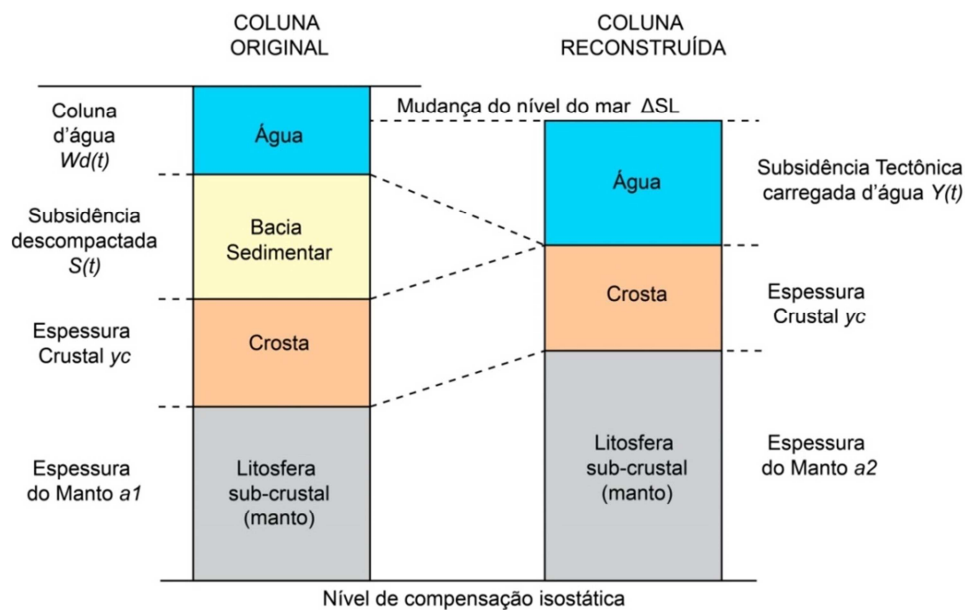 COLUNA
ORIGINAL
COLUNA
RECONSTRUÍDA
Coluna
d’água
Wd(t)
Água
Mudança do nível do mar ΔSL
Água
Subsidência Tectônica
carregada d’água Y(t)
Subsidência
descompactada
S(t)
Bacia
Sedimentar
Espessura
Crustal yc
Crosta
Crosta
Espessura
Crustal yc
Espessura
do Manto a1
Litosfera
sub-crustal
(manto)
Litosfera
sub-crustal
(manto)
Espessura
do Manto a2
Nível de compensação isostática